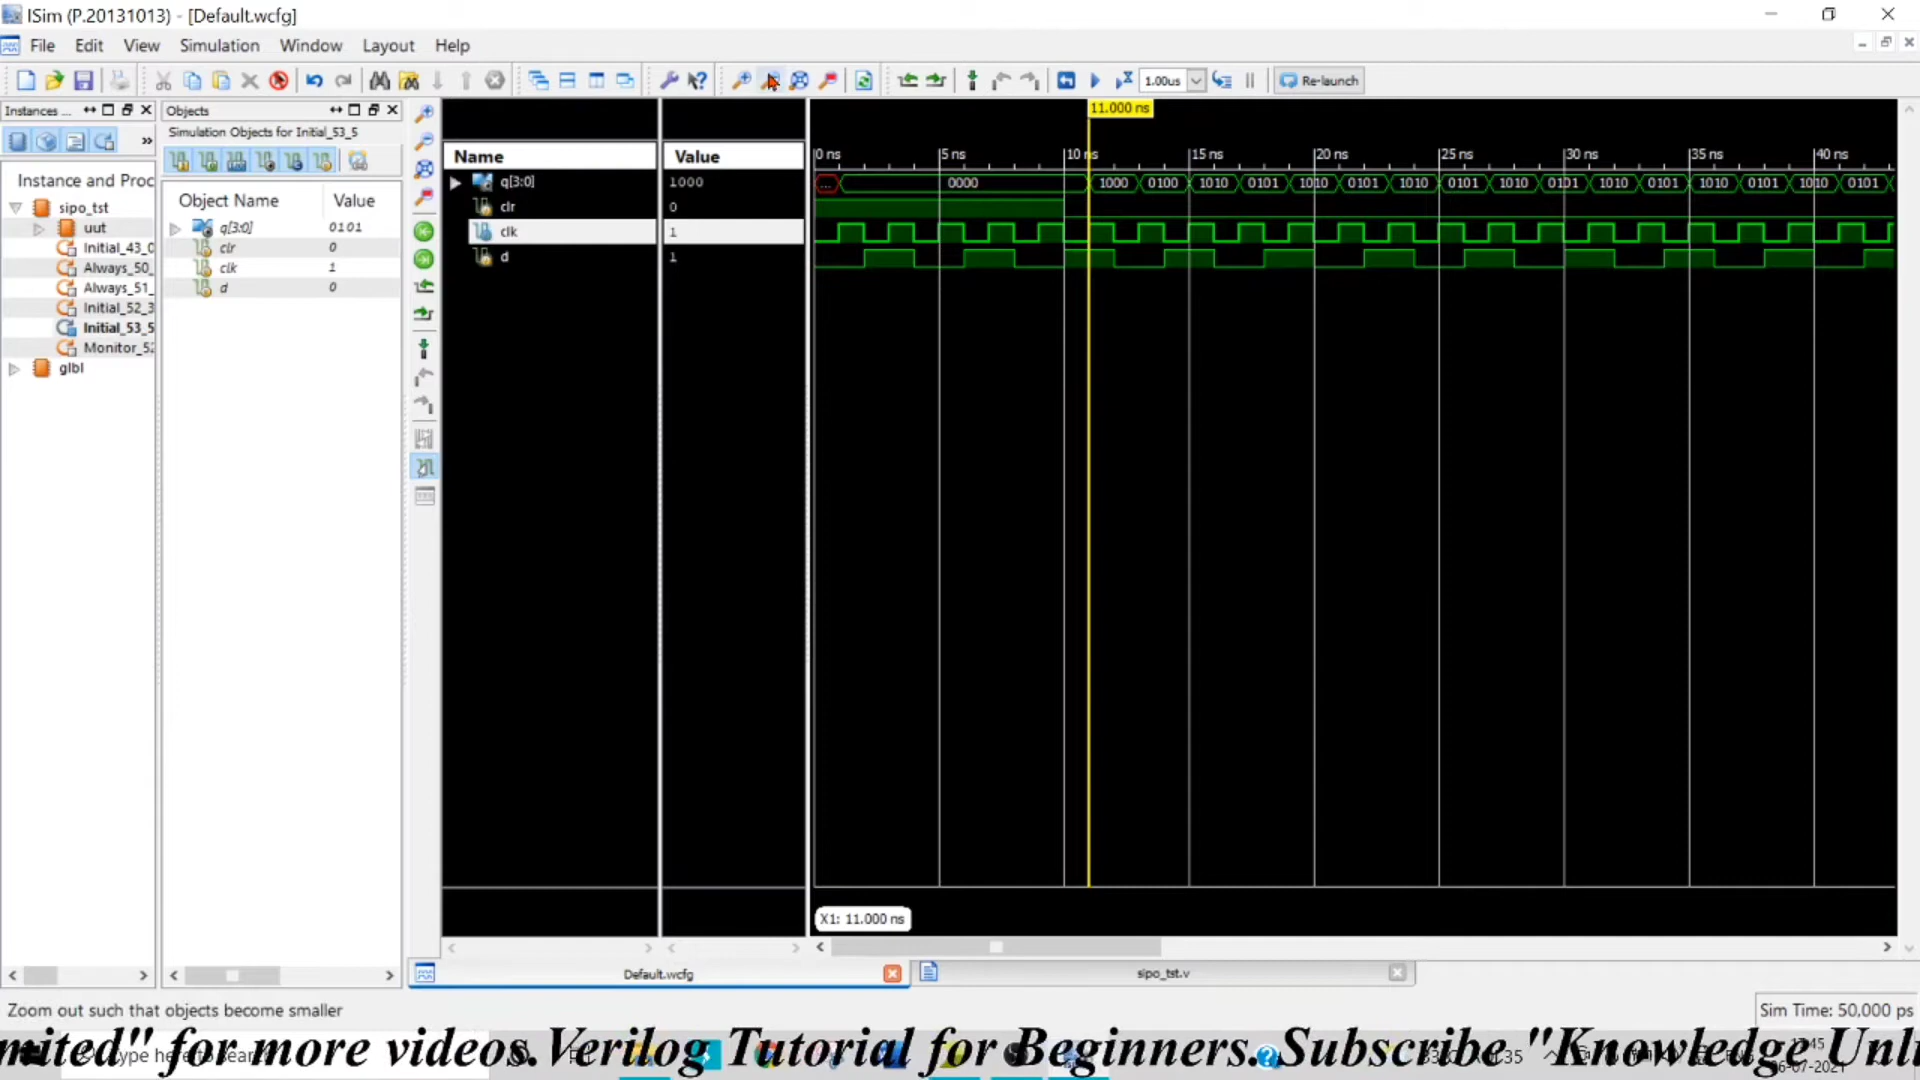 ISim (P.20131013) - [Default.wcfg]
File Edit View Simulation Window Layout Help
1.00us
Re-launch
Instances ...
Objects
Simulation Objects for Initial_53_5
Instance and Proc
sipo_tst
uut
Initial_43_0
Always_50_
Always_51_
Initial_52_3
Initial_53_5
Monitor_52
glbl
Object Name Value
q[3:0] 0101
clr 0
clk 1
d 0
Name Value
q[3:0] 1000
clr 0
clk 1
d 1
11.000 ns
0 ns 5 ns 10 ns 15 ns 20 ns 25 ns 30 ns 35 ns 40 ns
... 0000 1000 0100 1010 0101 1010 0101 1010 0101 1010 0101 1010 0101 1010 0101 1010 0101
X1: 11.000 ns
Default.wcfg
sipo_tst.v
Zoom out such that objects become smaller
Sim Time: 50,000 ps
mited" for more videos. Verilog Tutorial for Beginners. Subscribe "Knowledge Unli